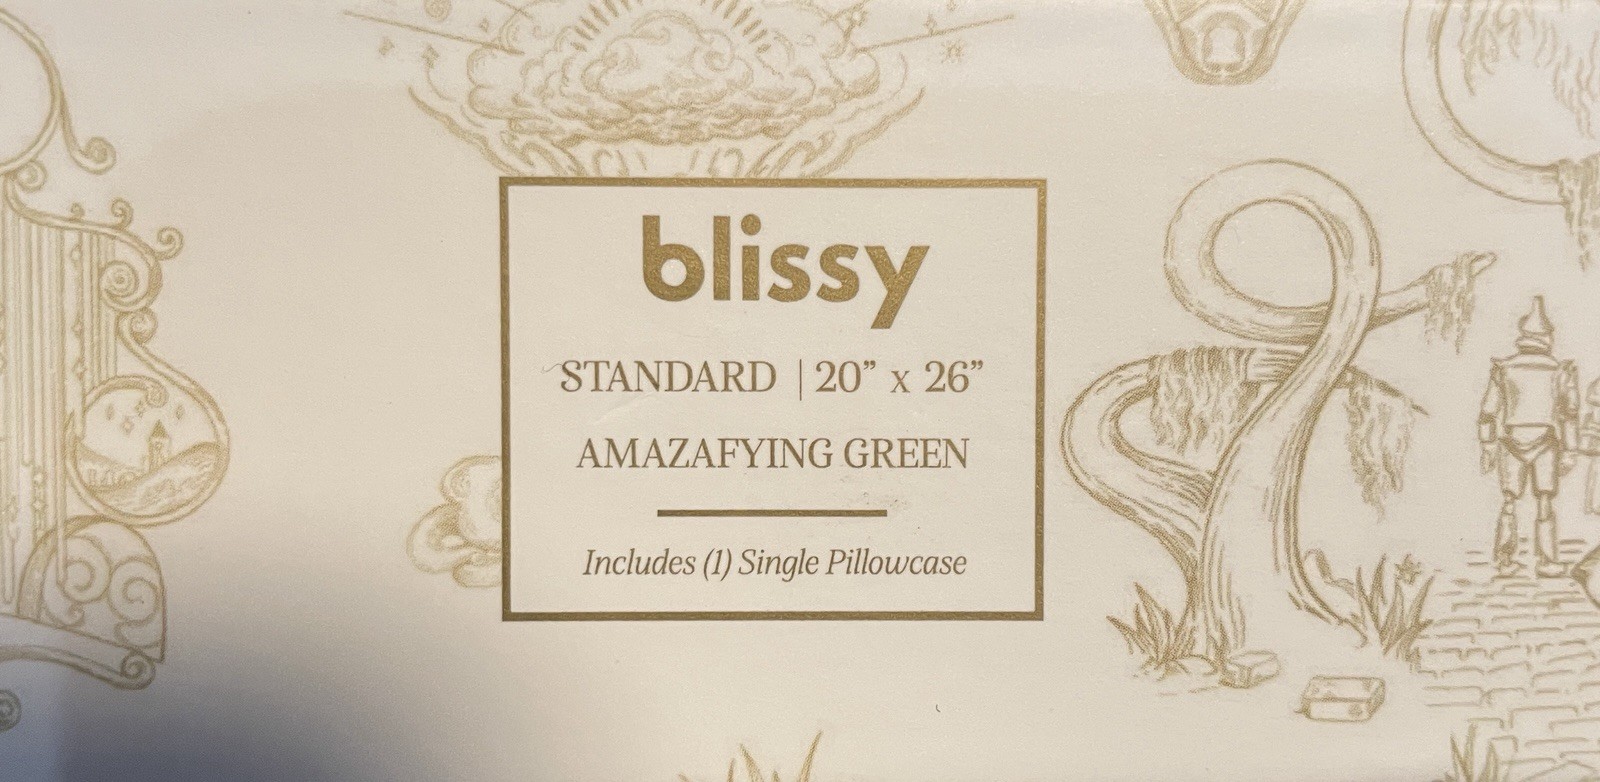 blissy
STANDARD | 20” x 26”
AMAZAFYING GREEN
Includes (1) Single Pillowcase